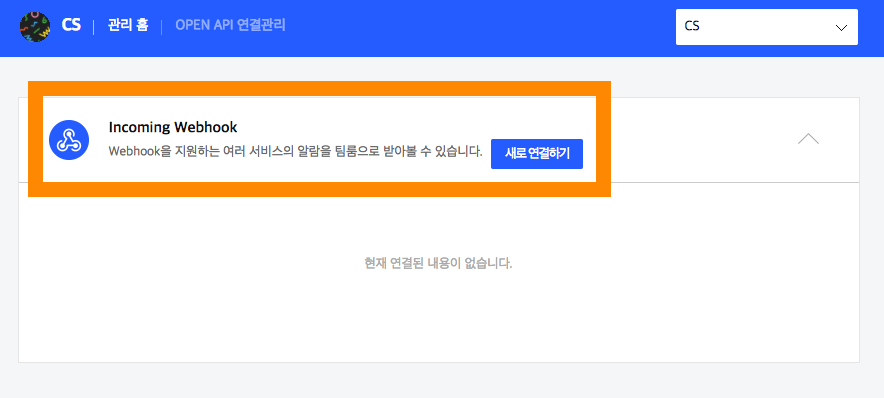 CS
관리 홈
OPEN API 연결관리
CS
Incoming Webhook
Webhook을 지원하는 여러 서비스의 알람을 팀룸으로 받아볼 수 있습니다.
새로 연결하기
현재 연결된 내용이 없습니다.